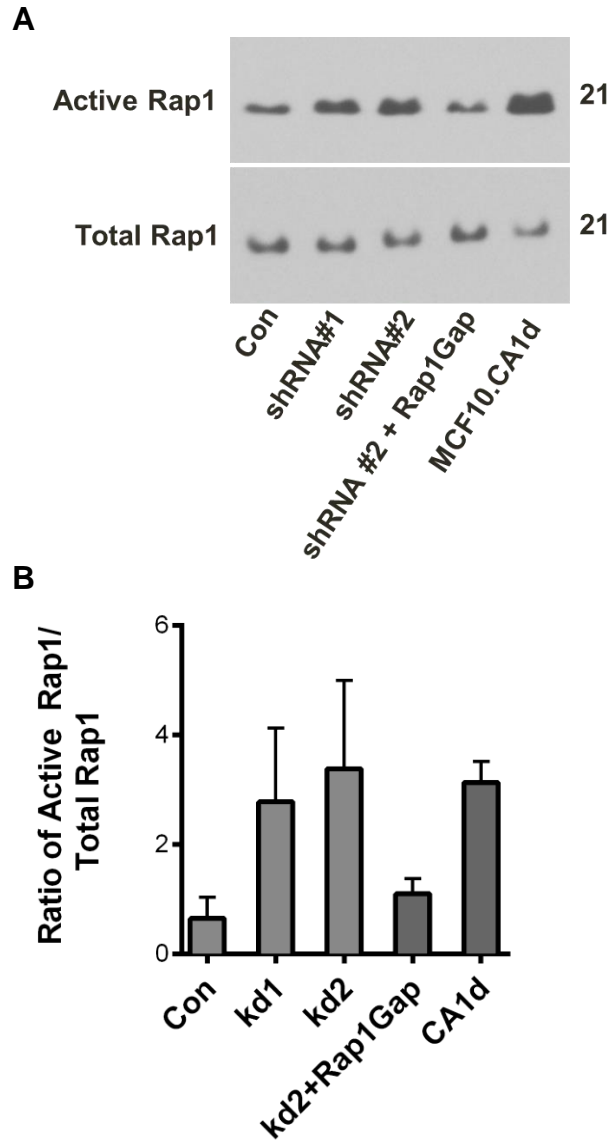 A
Active Rap1
21
Total Rap1
21
Con
shRNA#1
shRNA#2
shRNA #2 + Rap1Gap
MCF10.CA1d
B
Ratio of Active Rap1/
Total Rap1
6
4
2
0
Con
kd1
kd2
kd2+Rap1Gap
CA1d